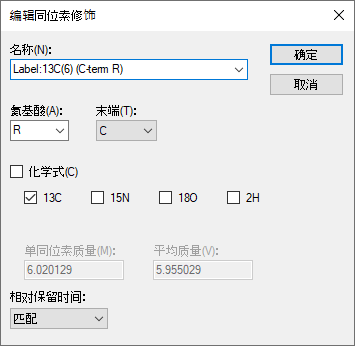 编辑同位素修饰
名称(N):
Label:13C(6) (C-term R)
确定
取消
氨基酸(A):
末端(T):
R
C
化学式(C)
13C
15N
18O
2H
单同位素质量(M):
平均质量(V):
6.020129
5.955029
相对保留时间:
匹配